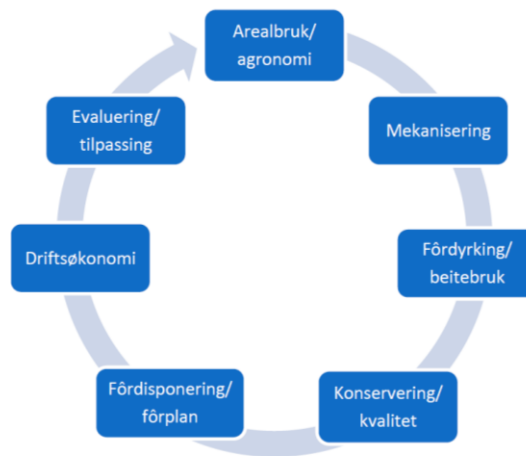 Arealbruk/
agronomi
Mekanisering
Fôrdyrking/
beitebruk
Konservering/
kvalitet
Fôrdisponering/
fôrplan
Driftsøkonomi
Evaluering/
tilpassing